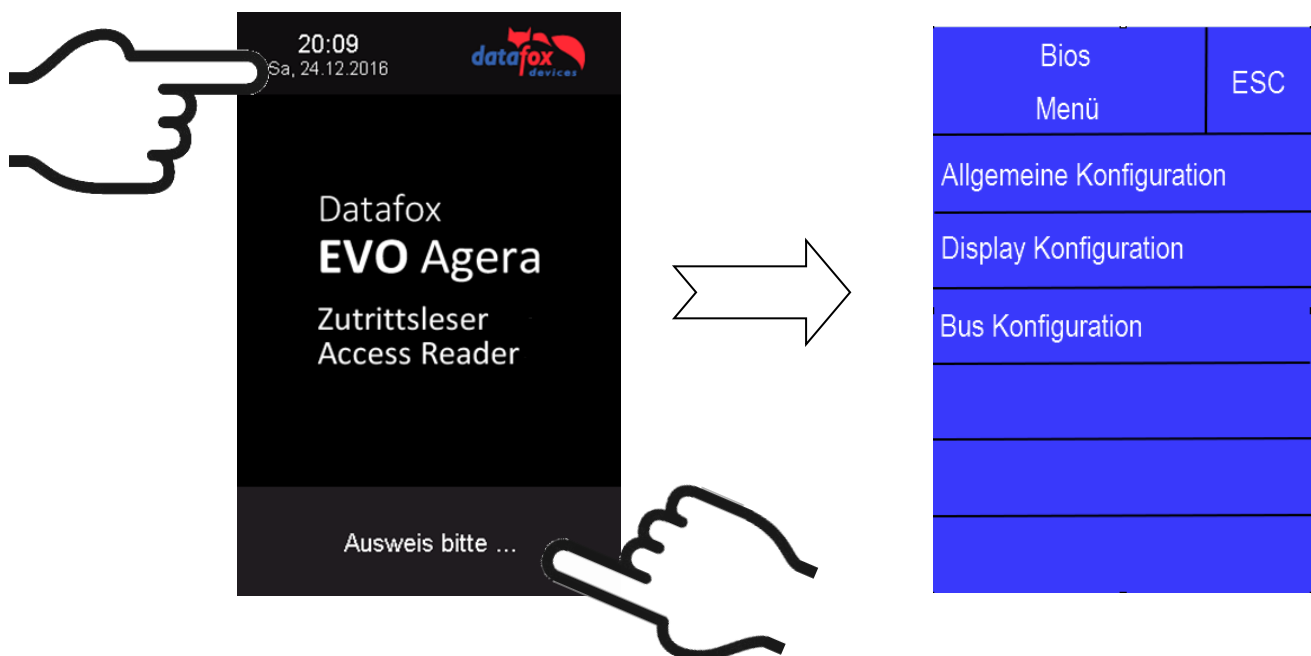 20:09
Sa, 24.12.2016
datafox
devices
Datafox
EVO Agera
Zutrittsleser
Access Reader
Ausweis bitte ...
Bios
Menü
ESC
Allgemeine Konfiguration
Display Konfiguration
Bus Konfiguration